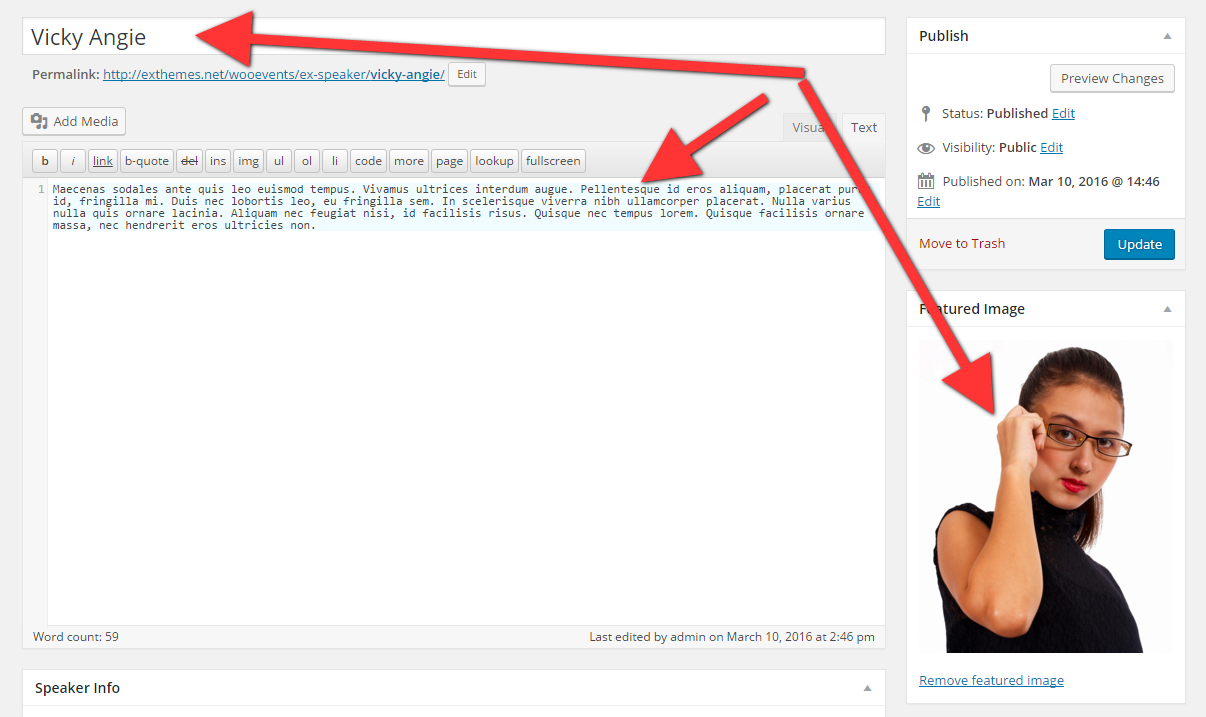 Vicky Angie
Permalink: http://exthemes.net/wooevents/ex-speaker/vicky-angie/ Edit
Add Media
Visua Text
b i link b-quote del ins img ul ol li code more page lookup fullscreen
1 Maecenas sodales ante quis leo euismod tempus. Vivamus ultrices interdum augue. Pellentesque id eros aliquam, placerat
id, fringilla mi. Duis nec lobortis leo, eu fringilla sem. In scelerisque viverra nibh ullamcorper placerat. Nulla varius
nulla quis ornare lacinia. Aliquam nec feugiat nisi, id facilisis risus. Quisque nec tempus lorem. Quisque facilisis ornare
massa, nec hendrerit eros ultricies non.
Word count: 59 Last edited by admin on March 10, 2016 at 2:46 pm
Speaker Info
Publish
Preview Changes
Status: Published Edit
Visibility: Public Edit
Published on: Mar 10, 2016 @ 14:46
Edit
Move to Trash Update
Featured Image
Remove featured image